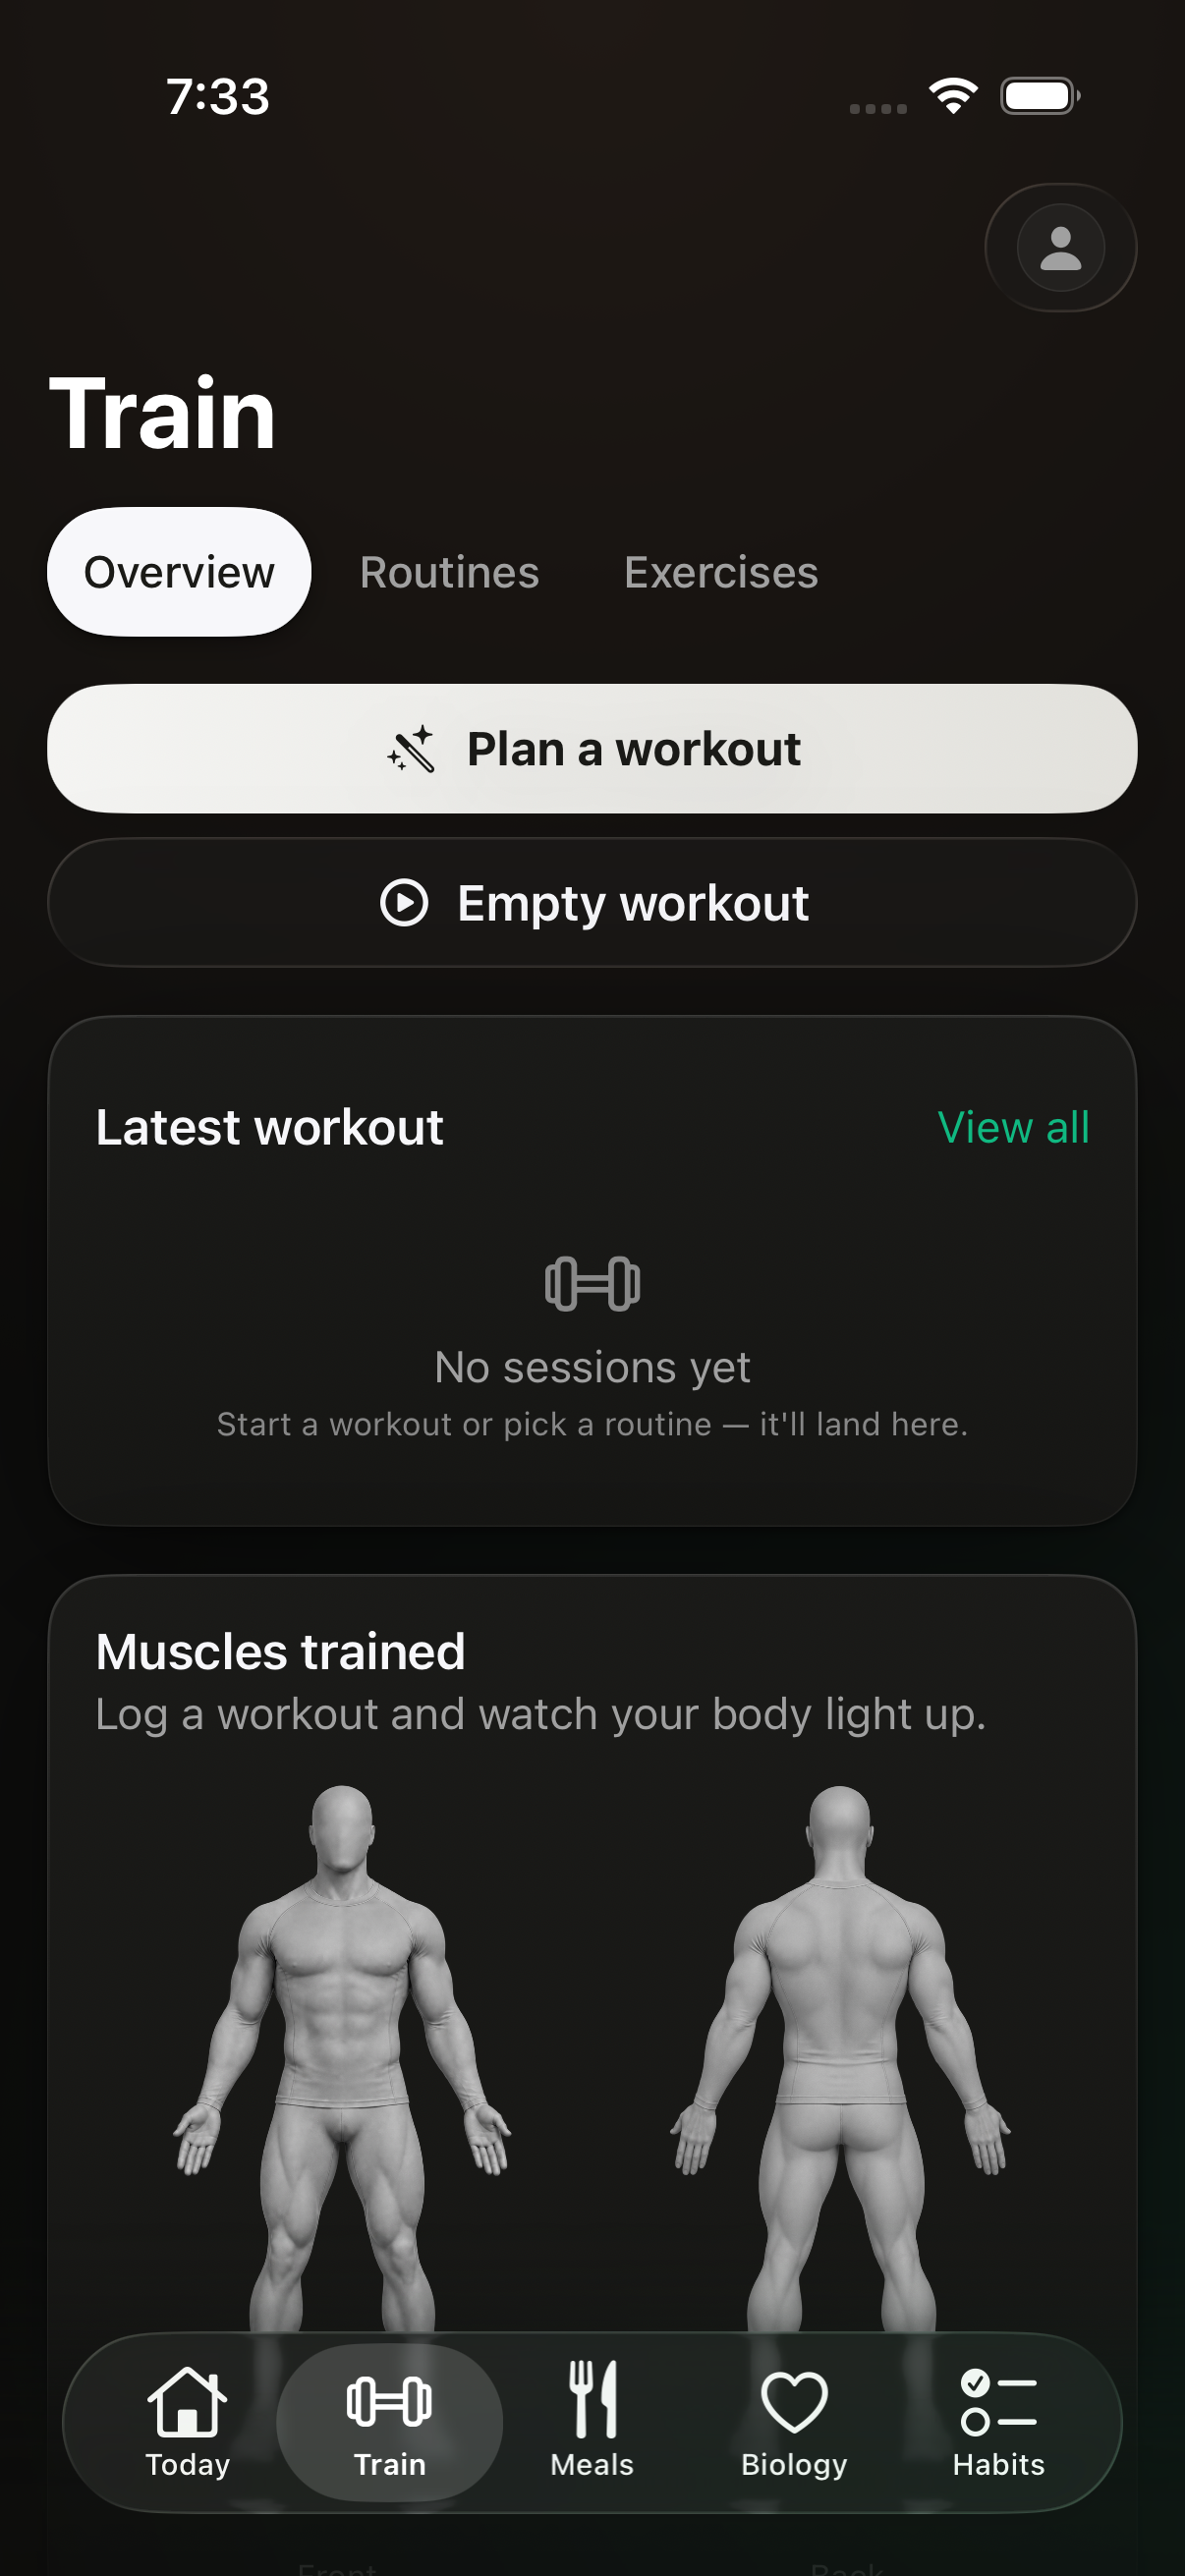 7:33
Train
Overview Routines Exercises
Plan a workout
Empty workout
Latest workout View all
No sessions yet
Start a workout or pick a routine — it'll land here.
Muscles trained
Log a workout and watch your body light up.
Today Train Meals Biology Habits
Front Back